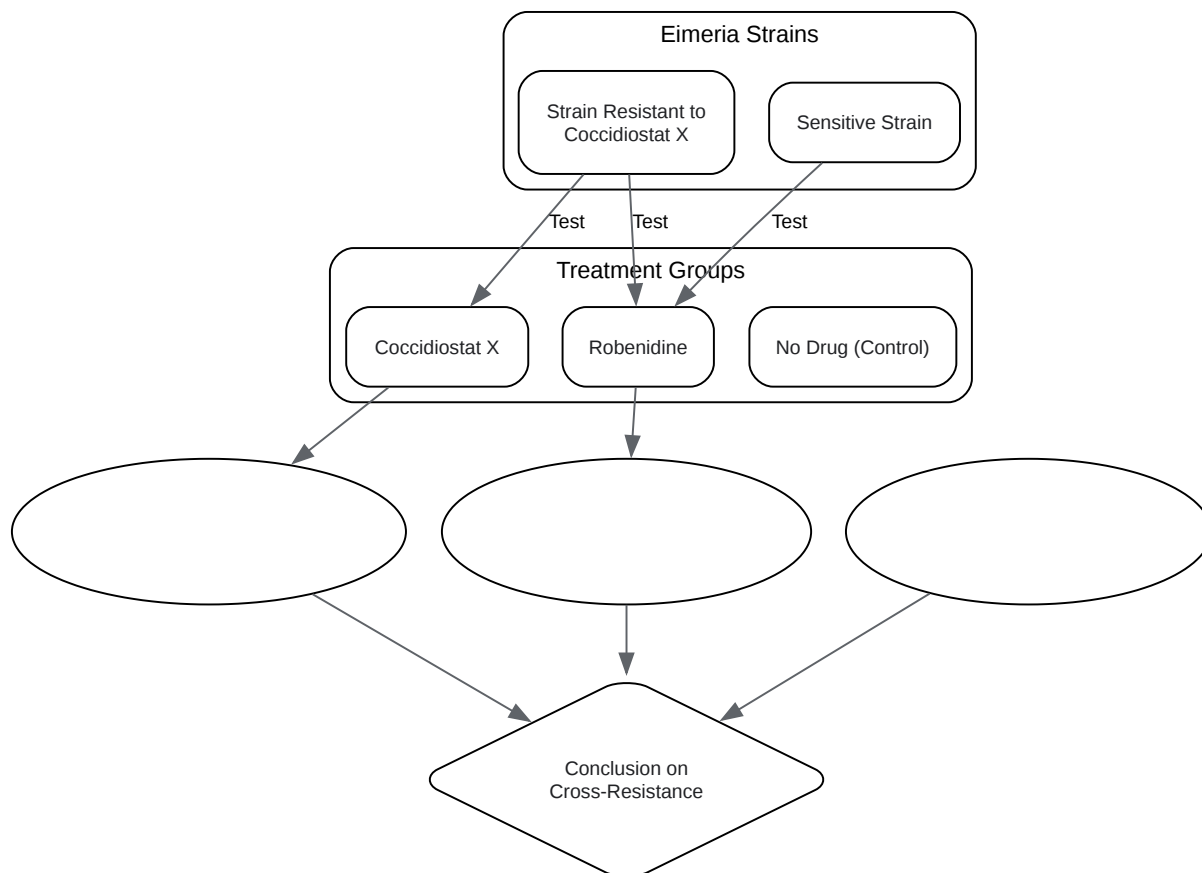 Eimeria Strains
Strain Resistant to
Coccidiostat X
Sensitive Strain
Test
Test
Test
Treatment Groups
Coccidiostat X
Robenidine
No Drug (Control)
Conclusion on
Cross-Resistance